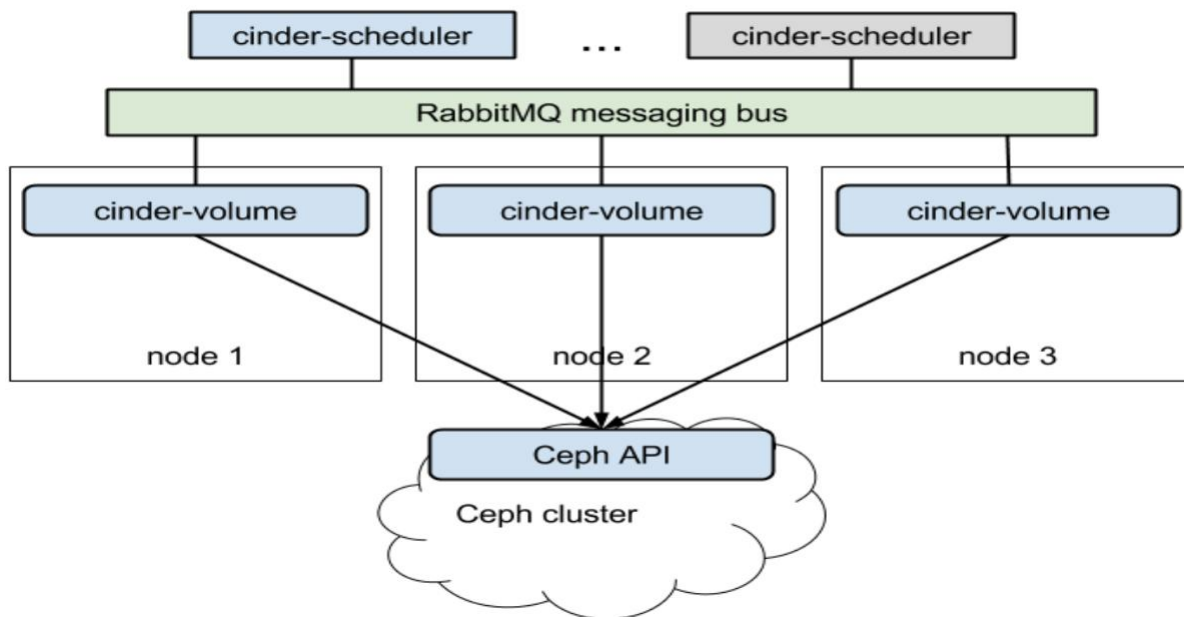 cinder-scheduler
...
cinder-scheduler
RabbitMQ messaging bus
cinder-volume
cinder-volume
cinder-volume
node 1
node 2
node 3
Ceph API
Ceph cluster